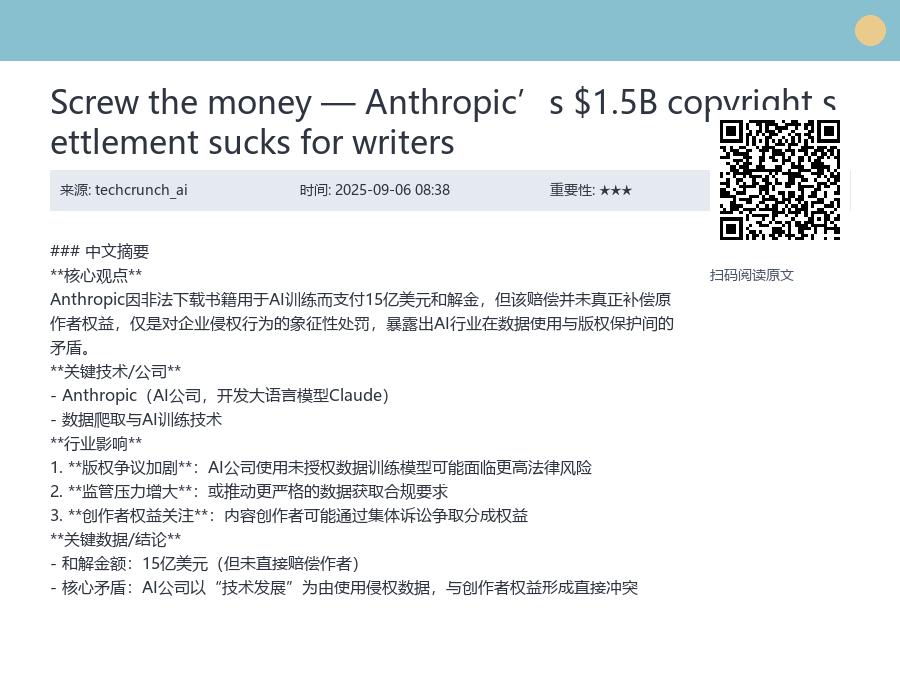 Screw the money — Anthropic’s $1.5B copyright s
ettlement sucks for writers
来源: techcrunch_ai
时间: 2025-09-06 08:38
重要性: ★★★
扫码阅读原文
### 中文摘要
**核心观点**
Anthropic因非法下载书籍用于AI训练而支付15亿美元和解金，但该赔偿并未真正补偿原
作者权益，仅是对企业侵权行为的象征性处罚，暴露出AI行业在数据使用与版权保护间的
矛盾。
**关键技术/公司**
- Anthropic（AI公司，开发大语言模型Claude）
- 数据爬取与AI训练技术
**行业影响**
1. **版权争议加剧**：AI公司使用未授权数据训练模型可能面临更高法律风险
2. **监管压力增大**：或推动更严格的数据获取合规要求
3. **创作者权益关注**：内容创作者可能通过集体诉讼争取分成权益
**关键数据/结论**
- 和解金额：15亿美元（但未直接赔偿作者）
- 核心矛盾：AI公司以“技术发展”为由使用侵权数据，与创作者权益形成直接冲突